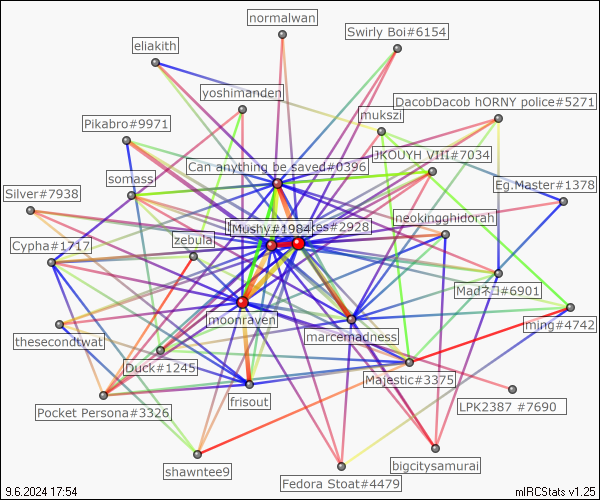 normalwan
Swirly Boi#6154
eliakith
yoshimanden
DacobDacob hORNY police#5271
mukszi
Pikabro#9971
JKOUYH VIII#7034
Can anything be saved#0396
somass
Eg.Master#1378
Silver#7938
neokingghidorah
Mushy#1984
tes#2928
zebula
Cypha#1717
Madネコ#6901
moonraven
ming#4742
marcemadness
thesecondtwat
Duck#1245
Majestic#3375
frisout
LPK2387 #7690
Pocket Persona#3326
bigcitysamurai
shawntee9
Fedora Stoat#4479
9.6.2024 17:54
mIRCStats v1.25